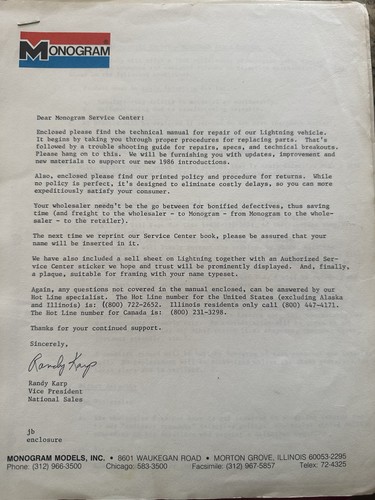 MONOGRAM®
Dear Monogram Service Center:
Enclosed please find the technical manual for repair of our Lightning vehicle.
It begins by taking you through proper procedures for replacing parts. That's
followed by a trouble shooting guide for repairs, specs, and technical breakouts.
Please hang on to this. We will be furnishing you with updates, improvement and
new materials to support our new 1986 introductions.
Also, enclosed please find our printed policy and procedure for returns. While
no policy is perfect, it's designed to eliminate costly delays, so you can more
expeditiously satisfy your consumer.
Your wholesaler needn't be the go between for bonified defectives, thus saving
time (and freight to the wholesaler - to Monogram - from Monogram to the whole-
saler - to the retailer).
The next time we reprint our Service Center book, please be assured that your
name will be inserted in it.
We have also included a sell sheet on Lightning together with an Authorized Ser-
vice Center sticker we hope and trust will be prominently displayed. And, finally,
a plaque, suitable for framing with your name typeset.
Again, any questions not covered in the manual enclosed, can be answered by our
Hot Line specialist. The Hot Line number for the United States (excluding Alaska
and Illinois) is: (800) 722-2652. Illinois residents only call (800) 447-4171.
The Hot Line number for Canada is: (800) 231-3298.
Thanks for your continued support.
Sincerely,
Randy Karp
Randy Karp
Vice President
National Sales
jb
enclosure
MONOGRAM MODELS, INC. • 8601 WAUKEGAN ROAD • MORTON GROVE, ILLINOIS 60053-2295
Phone: (312) 966-3500 Chicago: 583-3500 Facsimile: (312) 967-5857 Telex: 72-4325